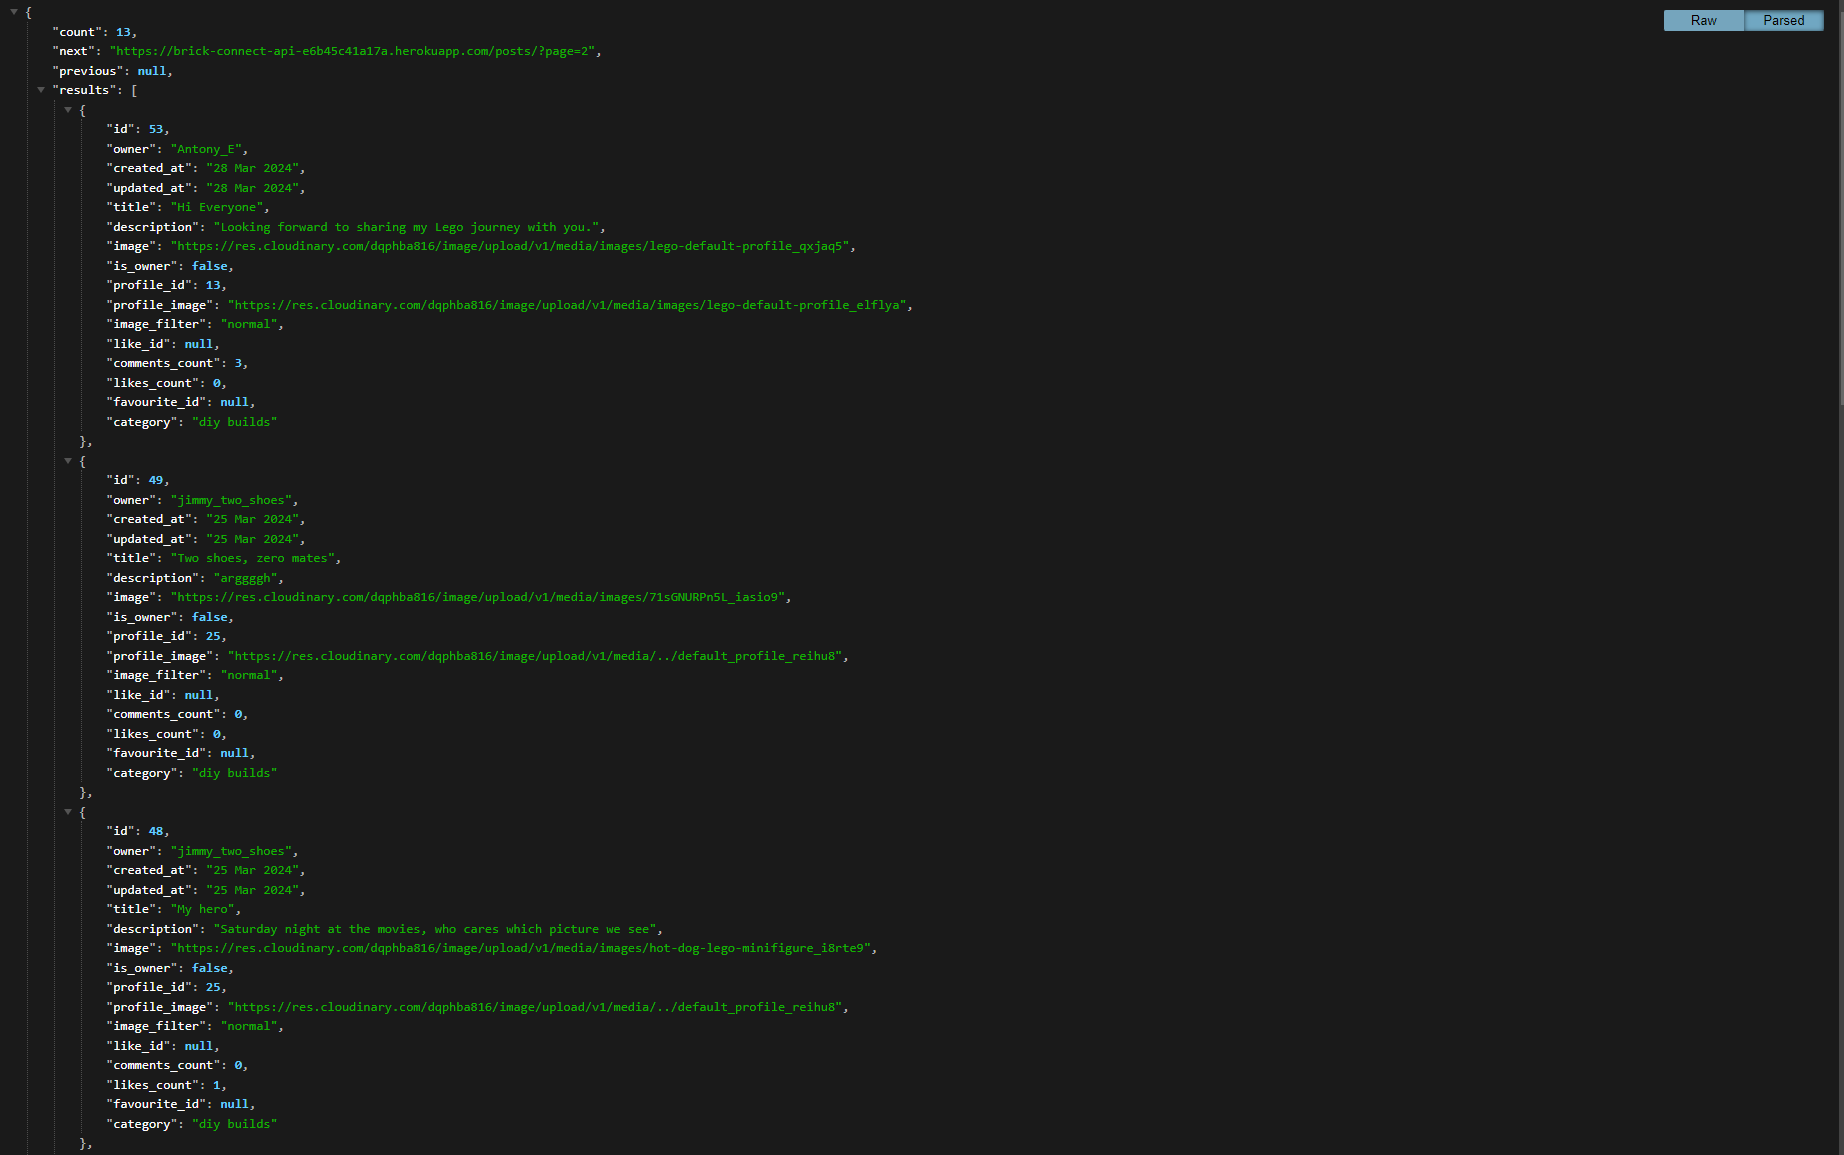 {
Raw Parsed
"count": 13,
"next": "https://brick-connect-api-e6b45c41a17a.herokuapp.com/posts/?page=2",
"previous": null,
"results": [
{
"id": 53,
"owner": "Antony_E",
"created_at": "28 Mar 2024",
"updated_at": "28 Mar 2024",
"title": "Hi Everyone",
"description": "Looking forward to sharing my Lego journey with you.",
"image": "https://res.cloudinary.com/dqphba816/image/upload/v1/media/images/lego-default-profile_qxjaq5",
"is_owner": false,
"profile_id": 13,
"profile_image": "https://res.cloudinary.com/dqphba816/image/upload/v1/media/images/lego-default-profile_elflya",
"image_filter": "normal",
"like_id": null,
"comments_count": 3,
"likes_count": 0,
"favourite_id": null,
"category": "diy builds"
},
{
"id": 49,
"owner": "jimmy_two_shoes",
"created_at": "25 Mar 2024",
"updated_at": "25 Mar 2024",
"title": "Two shoes, zero mates",
"description": "arggggh",
"image": "https://res.cloudinary.com/dqphba816/image/upload/v1/media/images/71sGNURPn5L_iasio9",
"is_owner": false,
"profile_id": 25,
"profile_image": "https://res.cloudinary.com/dqphba816/image/upload/v1/media/../default_profile_reihu8",
"image_filter": "normal",
"like_id": null,
"comments_count": 0,
"likes_count": 0,
"favourite_id": null,
"category": "diy builds"
},
{
"id": 48,
"owner": "jimmy_two_shoes",
"created_at": "25 Mar 2024",
"updated_at": "25 Mar 2024",
"title": "My hero",
"description": "Saturday night at the movies, who cares which picture we see",
"image": "https://res.cloudinary.com/dqphba816/image/upload/v1/media/images/hot-dog-lego-minifigure_i8rte9",
"is_owner": false,
"profile_id": 25,
"profile_image": "https://res.cloudinary.com/dqphba816/image/upload/v1/media/../default_profile_reihu8",
"image_filter": "normal",
"like_id": null,
"comments_count": 0,
"likes_count": 1,
"favourite_id": null,
"category": "diy builds"
},